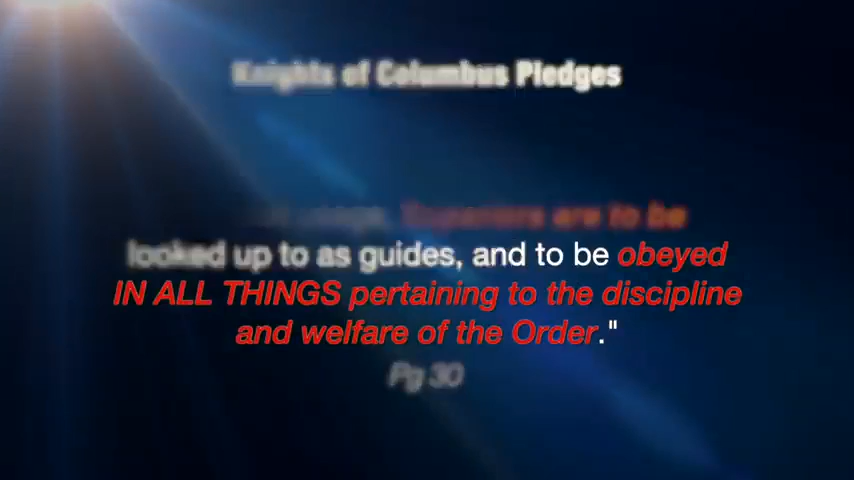 Knights of Columbus Pledges
Superiors are to be
looked up to as guides, and to be obeyed
IN ALL THINGS pertaining to the discipline
and welfare of the Order."
Pg 30